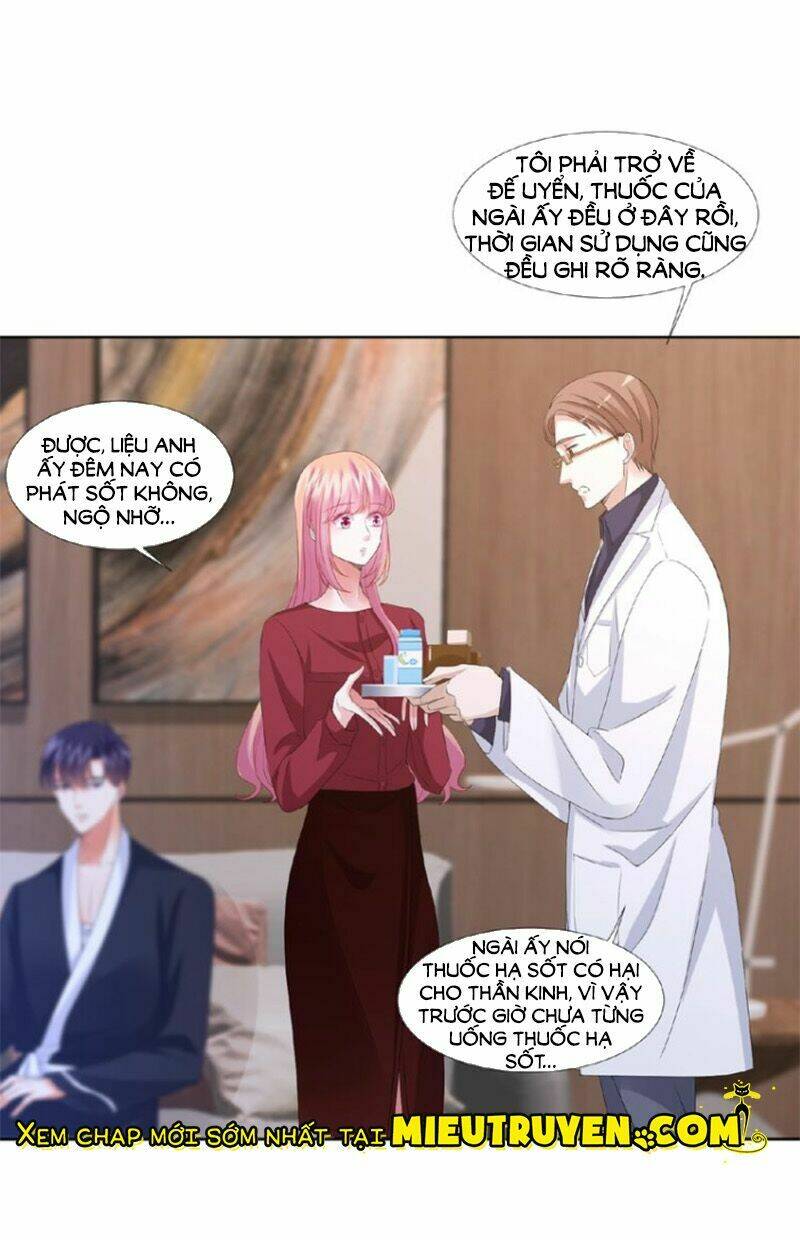 TÔI PHẢI TRỞ VỀ
ĐẾ UYỂN, THUỐC CỦA
NGÀI ẤY ĐỀU Ở ĐÂY RỒI,
THỜI GIAN SỬ DỤNG CŨNG
ĐỀU GHI RÕ RÀNG.
ĐƯỢC, LIỆU ANH
ẤY ĐÊM NAY CÓ
PHÁT SỐT KHÔNG,
NGỘ NHỠ...
NGÀI ẤY NÓI
THUỐC HẠ SỐT CÓ HẠI
CHO THẦN KINH, VÌ VẬY
TRƯỚC GIỜ CHƯA TỪNG
UỐNG THUỐC HẠ
SỐT...
XEM CHAP MỚI SỚM NHẤT TẠI MIEUTRUYEN.COM